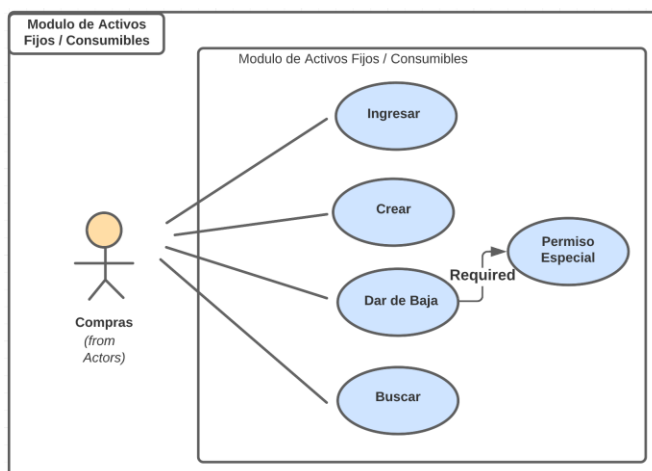 Modulo de Activos
Fijos / Consumibles
Modulo de Activos Fijos / Consumibles
Ingresar
Crear
Permiso
Especial
Required
Dar de Baja
Compras
(from
Actors)
Buscar